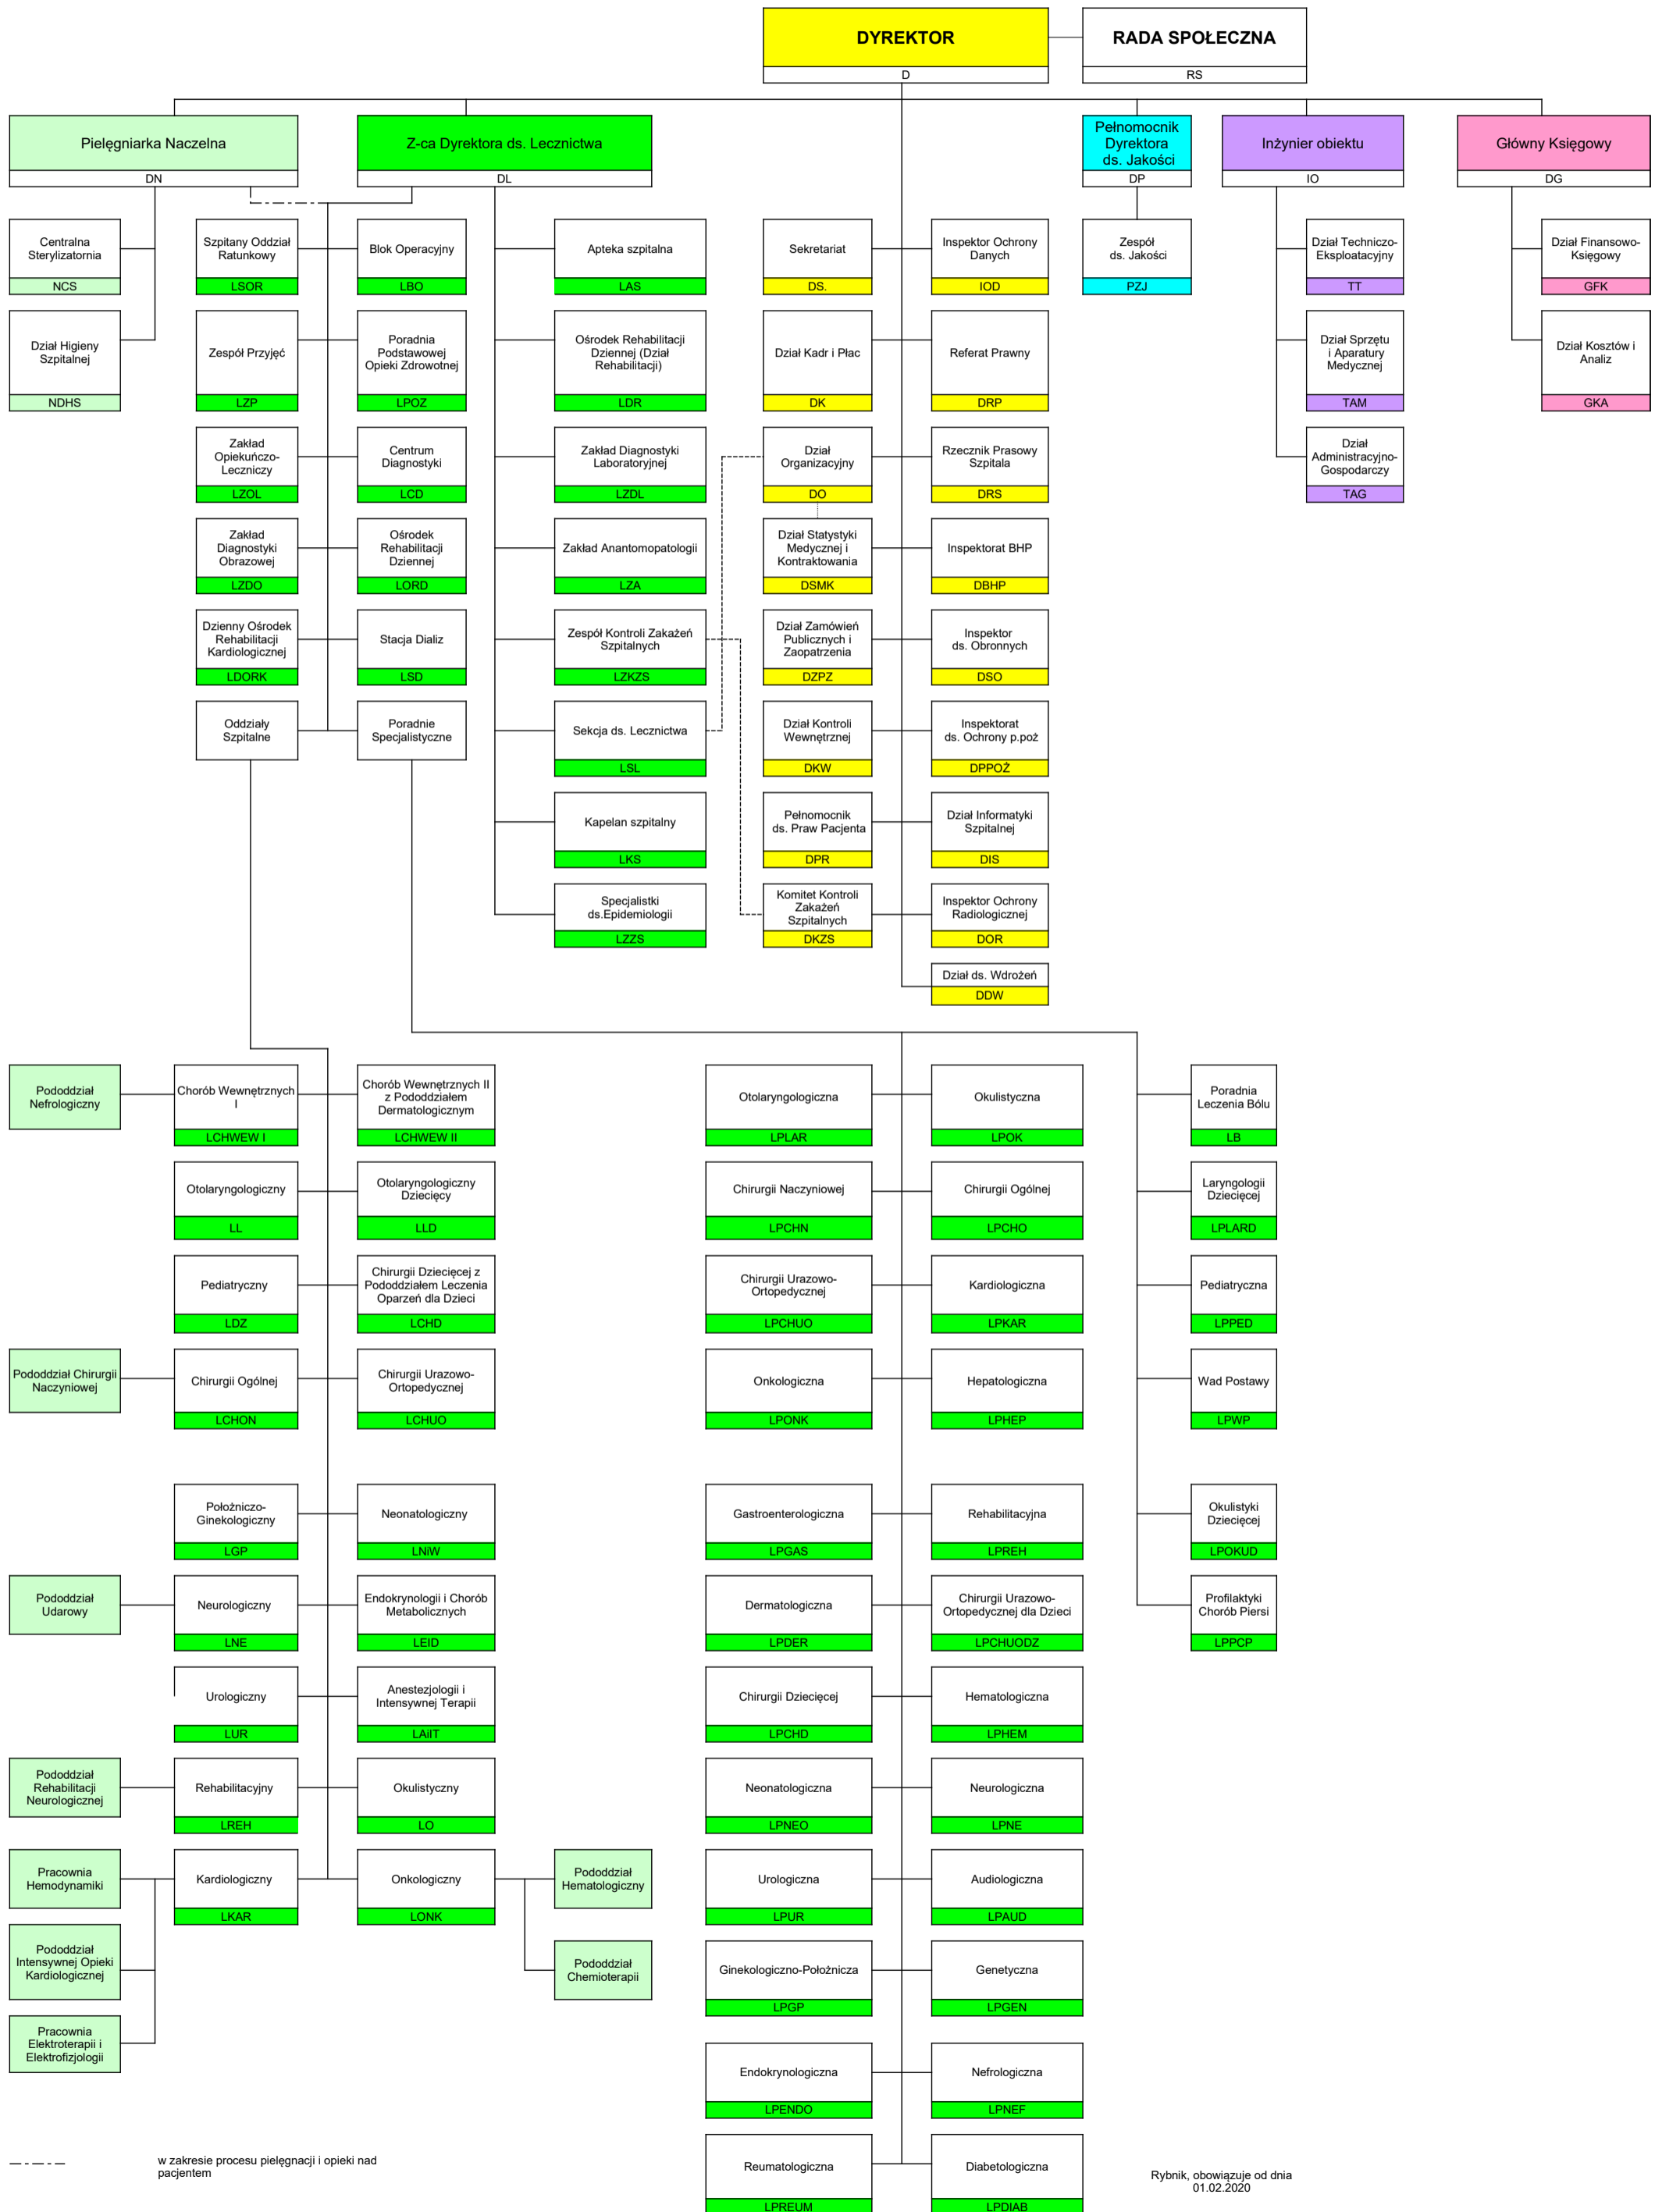 DYREKTOR
D
RADA SPOŁECZNA
RS
Pielęgniarka Naczelna
DN
Z-ca Dyrektora ds. Lecznictwa
DL
Pełnomocnik
Dyrektora
ds. Jakości
DP
Inżynier obiektu
IO
Główny Księgowy
DG
Centralna
Sterylizatornia
NCS
Szpitany Oddział
Ratunkowy
LSOR
Blok Operacyjny
LBO
Apteka szpitalna
LAS
Sekretariat
DS.
Inspektor Ochrony
Danych
IOD
Zespół
ds. Jakości
PZJ
Dział Techniczo-
Eksploatacyjny
TT
Dział Finansowo-
Księgowy
GFK
Dział Higieny
Szpitalnej
NDHS
Zespół Przyjęć
LZP
Poradnia
Podstawowej
Opieki Zdrowotnej
LPOZ
Ośrodek Rehabilitacji
Dziennej (Dział
Rehabilitacji)
LDR
Dział Kadr i Płac
DK
Referat Prawny
DRP
Dział Sprzętu
i Aparatury
Medycznej
TAM
Dział Kosztów i
Analiz
GKA
Zakład
Opiekuńczo-
Leczniczy
LZOL
Centrum
Diagnostyki
LCD
Zakład Diagnostyki
Laboratoryjnej
LZDL
Dział
Organizacyjny
DO
Rzecznik Prasowy
Szpitala
DRS
Dział
Administracyjno-
Gospodarczy
TAG
Zakład
Diagnostyki
Obrazowej
LZDO
Ośrodek
Rehabilitacji
Dziennej
LORD
Zakład Anantomopatologii
LZA
Dział Statystyki
Medycznej i
Kontraktowania
DSMK
Inspektorat BHP
DBHP
Dzienny Ośrodek
Rehabilitacji
Kardiologicznej
LDORK
Stacja Dializ
LSD
Zespół Kontroli Zakażeń
Szpitalnych
LZKZS
Dział Zamówień
Publicznych i
Zaopatrzenia
DZPZ
Inspektor
ds. Obronnych
DSO
Oddziały
Szpitalne
Poradnie
Specjalistyczne
Sekcja ds. Lecznictwa
LSL
Dział Kontroli
Wewnętrznej
DKW
Inspektorat
ds. Ochrony p.poż
DPPOŻ
Kapelan szpitalny
LKS
Pełnomocnik
ds. Praw Pacjenta
DPR
Dział Informatyki
Szpitalnej
DIS
Specjalistki
ds.Epidemiologii
LZZS
Komitet Kontroli
Zakażeń
Szpitalnych
DKZS
Inspektor Ochrony
Radiologicznej
DOR
Dział ds. Wdrożeń
DDW
Pododdział
Nefrologiczny
Chorób Wewnętrznych
I
LCHWEW I
Chorób Wewnętrznych II
z Pododdziałem
Dermatologicznym
LCHWEW II
Otolaryngologiczna
LPLAR
Okulistyczna
LPOK
Poradnia
Leczenia Bólu
LB
Otolaryngologiczny
LL
Otolaryngologiczny
Dziecięcy
LLD
Chirurgii Naczyniowej
LPCHN
Chirurgii Ogólnej
LPCHO
Laryngologii
Dziecięcej
LPLARD
Pediatryczny
LDZ
Chirurgii Dziecięcej z
Pododdziałem Leczenia
Oparzeń dla Dzieci
LCHD
Chirurgii Urazowo-
Ortopedycznej
LPCHUO
Kardiologiczna
LPKAR
Pediatryczna
LPPED
Pododdział Chirurgii
Naczyniowej
Chirurgii Ogólnej
LCHON
Chirurgii Urazowo-
Ortopedycznej
LCHUO
Onkologiczna
LPONK
Hepatologiczna
LPHEP
Wad Postawy
LPWP
Położniczo-
Ginekologiczny
LGP
Neonatologiczny
LNiW
Gastroenterologiczna
LPGAS
Rehabilitacyjna
LPREH
Okulistyki
Dziecięcej
LPOKUD
Pododdział
Udarowy
Neurologiczny
LNE
Endokrynologii i Chorób
Metabolicznych
LEID
Dermatologiczna
LPDER
Chirurgii Urazowo-
Ortopedycznej dla Dzieci
LPCHUODZ
Profilaktyki
Chorób Piersi
LPPCP
Urologiczny
LUR
Anestezjologii i
Intensywnej Terapii
LAiIT
Chirurgii Dziecięcej
LPCHD
Hematologiczna
LPHEM
Pododdział
Rehabilitacji
Neurologicznej
Rehabilitacyjny
LREH
Okulistyczny
LO
Neonatologiczna
LPNEO
Neurologiczna
LPNE
Pracownia
Hemodynamiki
Kardiologiczny
LKAR
Onkologiczny
LONK
Pododdział
Hematologiczny
Urologiczna
LPUR
Audiologiczna
LPAUD
Pododdział
Intensywnej Opieki
Kardiologicznej
Pododdział
Chemioterapii
Ginekologiczno-Położnicza
LPGP
Genetyczna
LPGEN
Pracownia
Elektroterapii i
Elektrofizjologii
Endokrynologiczna
LPENDO
Nefrologiczna
LPNEF
w zakresie procesu pielęgnacji i opieki nad
pacjentem
Reumatologiczna
LPREUM
Diabetologiczna
LPDIAB
Rybnik, obowiązuje od dnia
01.02.2020